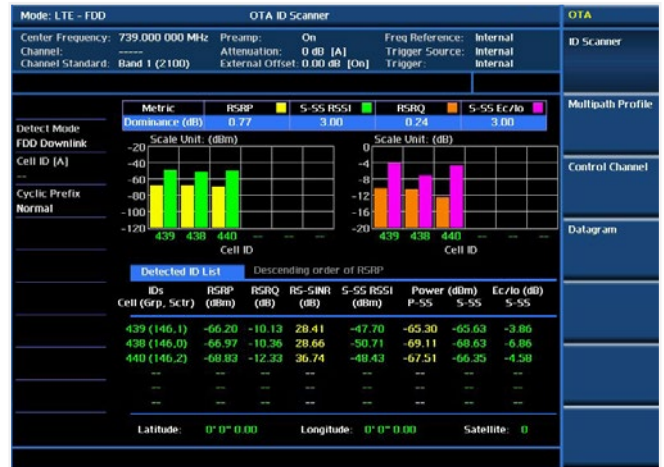 Mode: LTE - FDD OTA ID Scanner OTA
Center Frequency: 739.000 000 MHz Preamp: On Freq Reference: Internal
Channel: ----- Attenuation: 0 dB [A] Trigger Source: Internal
Channel Standard: Band 1 (2100) External Offset: 0.00 dB [On] Trigger: Internal
ID Scanner
Multipath Profile
Control Channel
Datagram
Detect Mode
FDD Downlink
Cell ID [A]
--
Cyclic Prefix
Normal
Metric RSRP S-SS RSSI RSRQ S-SS Ec/Io
Dominance (dB) 0.77 3.00 0.24 3.00
Scale Unit: (dBm) Scale Unit: (dB)
-20 0
-40 -4
-60 -8
-80 -12
-100 -16
-120 -20
439 438 440 -- -- -- 439 438 440 -- -- --
Cell ID Cell ID
Detected ID List Descending order of RSRP
IDs RSRP RSRQ RS-SINR S-SS RSSI Power (dBm) Ec/Io (dB)
Cell (Grp, Sctr) (dBm) (dB) (dB) (dBm) P-SS S-SS S-SS
439 (146,1) -66.20 -10.13 28.41 -47.70 -65.30 -65.63 -3.86
438 (146,0) -66.97 -10.36 28.66 -50.71 -69.11 -68.63 -6.86
440 (146,2) -68.83 -12.33 36.74 -48.43 -67.51 -66.35 -4.58
-- -- -- -- -- -- -- --
-- -- -- -- -- -- -- --
-- -- -- -- -- -- -- --
Latitude: 0° 0" 0.00 Longitude: 0° 0" 0.00 Satellite: 0